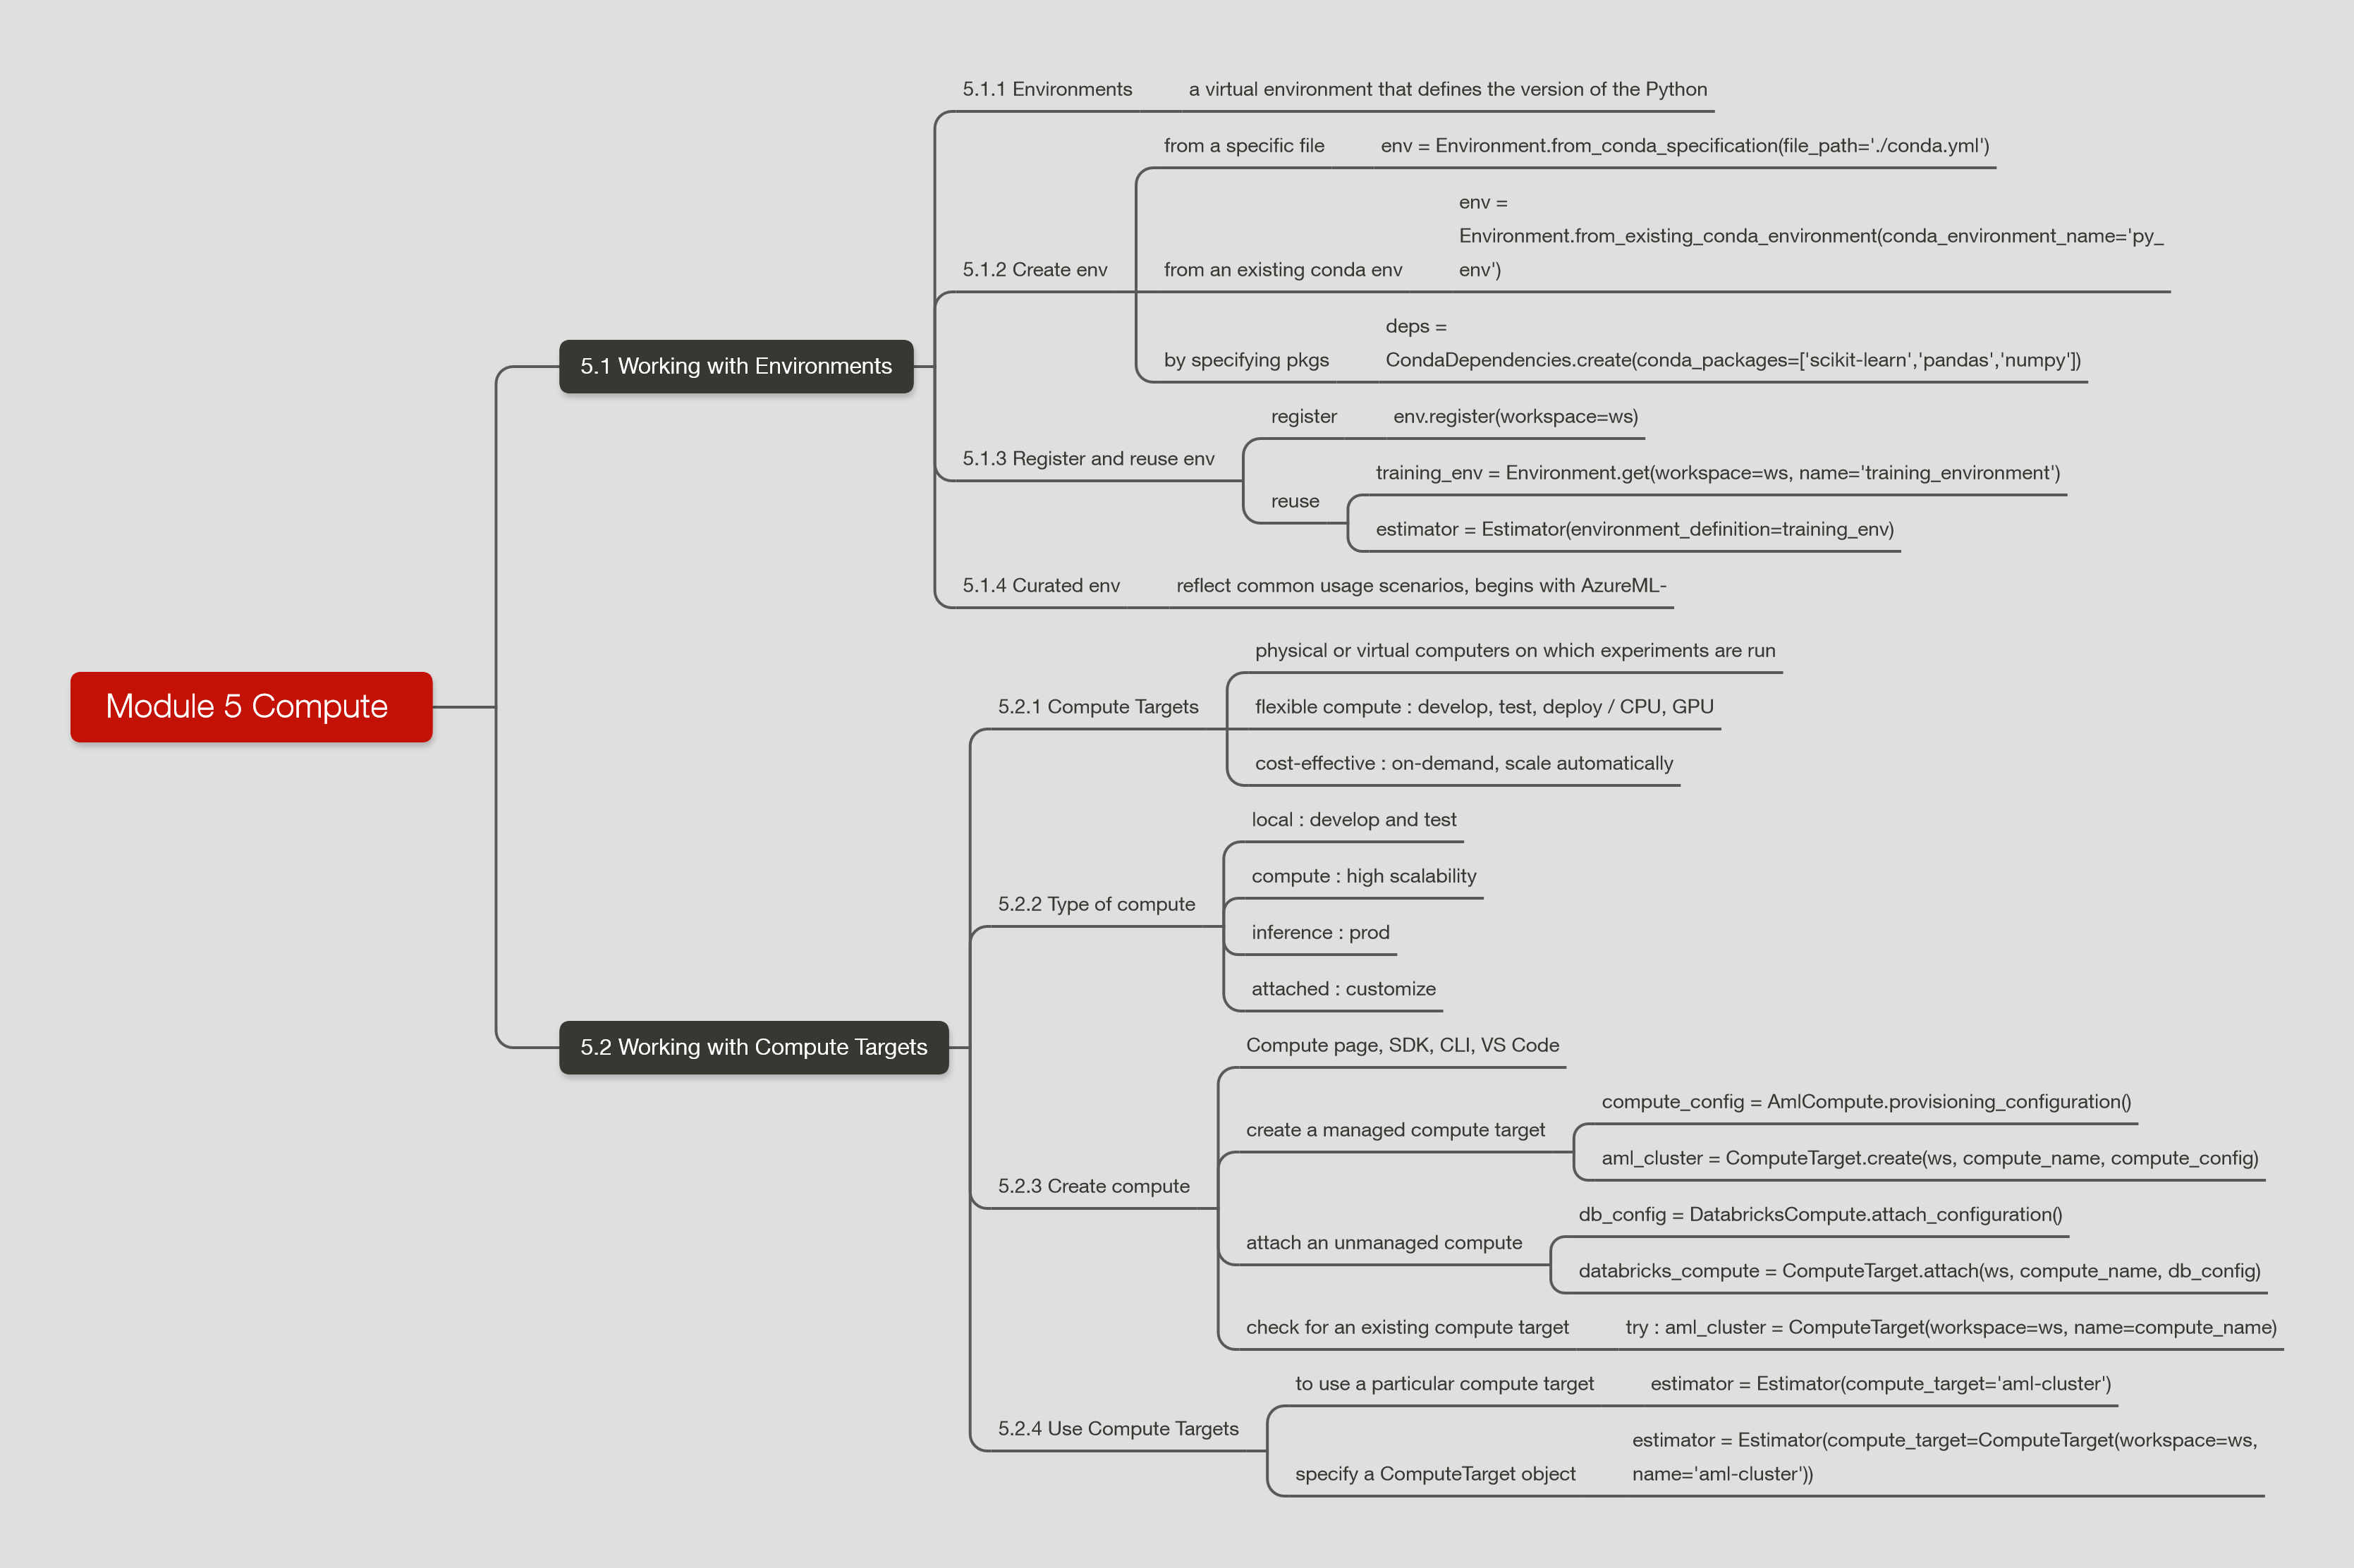 Module 5 Compute
5.1 Working with Environments
5.1.1 Environments
a virtual environment that defines the version of the Python
5.1.2 Create env
from a specific file
env = Environment.from_conda_specification(file_path='./conda.yml')
from an existing conda env
env =
Environment.from_existing_conda_environment(conda_environment_name='py_
env')
by specifying pkgs
deps =
CondaDependencies.create(conda_packages=['scikit-learn','pandas','numpy'])
5.1.3 Register and reuse env
register
env.register(workspace=ws)
reuse
training_env = Environment.get(workspace=ws, name='training_environment')
estimator = Estimator(environment_definition=training_env)
5.1.4 Curated env
reflect common usage scenarios, begins with AzureML-
5.2 Working with Compute Targets
5.2.1 Compute Targets
physical or virtual computers on which experiments are run
flexible compute : develop, test, deploy / CPU, GPU
cost-effective : on-demand, scale automatically
5.2.2 Type of compute
local : develop and test
compute : high scalability
inference : prod
attached : customize
5.2.3 Create compute
Compute page, SDK, CLI, VS Code
create a managed compute target
compute_config = AmlCompute.provisioning_configuration()
aml_cluster = ComputeTarget.create(ws, compute_name, compute_config)
attach an unmanaged compute
db_config = DatabricksCompute.attach_configuration()
databricks_compute = ComputeTarget.attach(ws, compute_name, db_config)
check for an existing compute target
try : aml_cluster = ComputeTarget(workspace=ws, name=compute_name)
5.2.4 Use Compute Targets
to use a particular compute target
estimator = Estimator(compute_target='aml-cluster')
specify a ComputeTarget object
estimator = Estimator(compute_target=ComputeTarget(workspace=ws,
name='aml-cluster'))